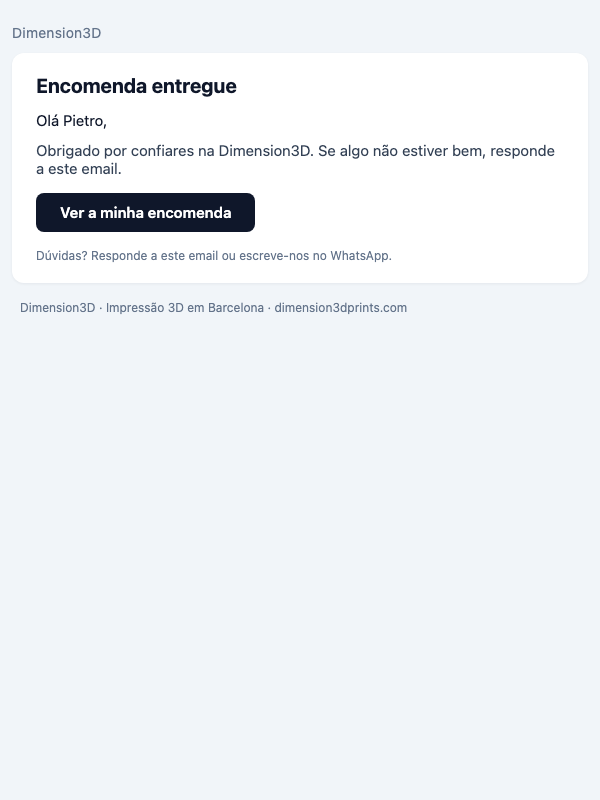 Dimension3D
Encomenda entregue
Olá Pietro,
Obrigado por confiares na Dimension3D. Se algo não estiver bem, responde
a este email.
Ver a minha encomenda
Dúvidas? Responde a este email ou escreve-nos no WhatsApp.
Dimension3D · Impressão 3D em Barcelona · dimension3dprints.com